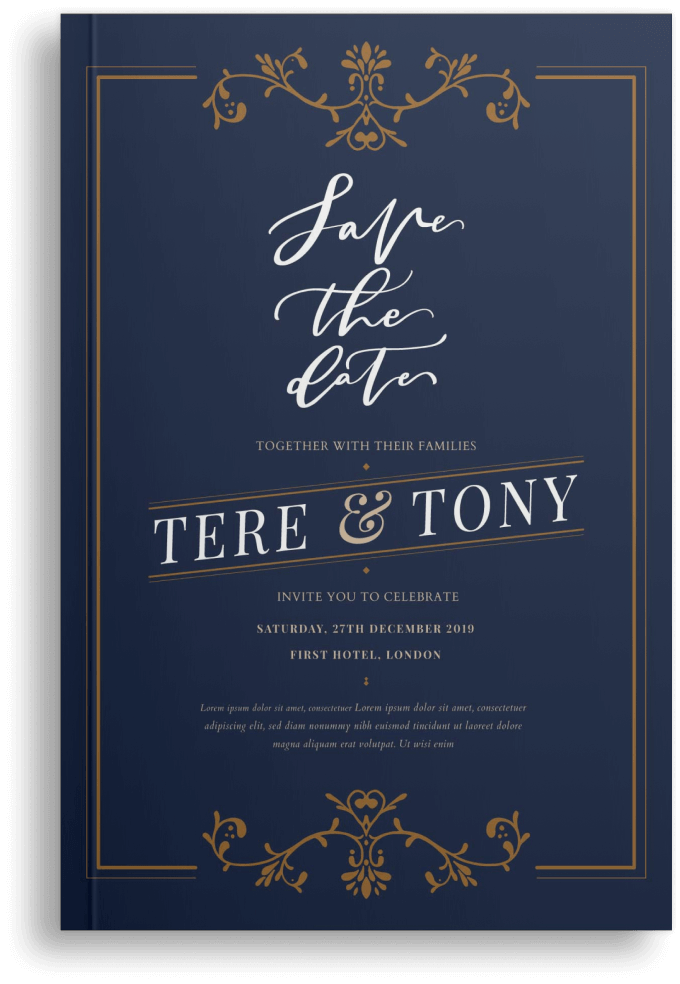 Save
the
date
TOGETHER WITH THEIR FAMILIES
TERE & TONY
INVITE YOU TO CELEBRATE
SATURDAY, 27TH DECEMBER 2019
FIRST HOTEL, LONDON
Lorem ipsum dolor sit amet, consectetuer Lorem ipsum dolor sit amet, consectetuer
adipiscing elit, sed diam nonummy nibh euismod tincidunt ut laoreet dolore
magna aliquam erat volutpat. Ut wisi enim